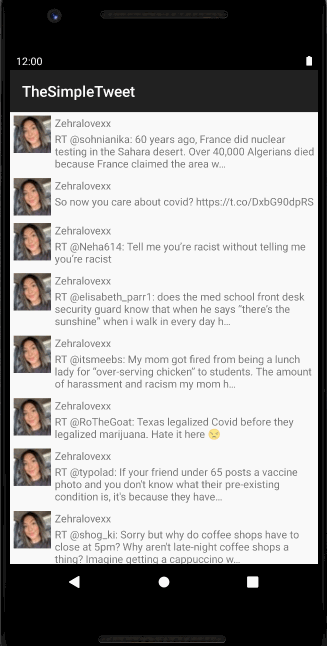 12:00
TheSimpleTweet
Zehralovexx
RT @sohnianika: 60 years ago, France did nuclear
testing in the Sahara desert. Over 40,000 Algerians died
because France claimed the area w…
Zehralovexx
So now you care about covid? https://t.co/DxbG90dpRS
Zehralovexx
RT @Neha614: Tell me you're racist without telling me
you're racist
Zehralovexx
RT @elisabeth_parr1: does the med school front desk
security guard know that when he says “there's the
sunshine” when i walk in every day h…
Zehralovexx
RT @itsmeebs: My mom got fired from being a lunch
lady for “over-serving chicken” to students. The amount
of harassment and racism my mom h…
Zehralovexx
RT @RoTheGoat: Texas legalized Covid before they
legalized marijuana. Hate it here 😒
Zehralovexx
RT @typolad: If your friend under 65 posts a vaccine
photo and you don't know what their pre-existing
condition is, it's because they have…
Zehralovexx
RT @shog_ki: Sorry but why do coffee shops have to
close at 5pm? Why aren't late-night coffee shops a
thing? Imagine getting a cappuccino w…